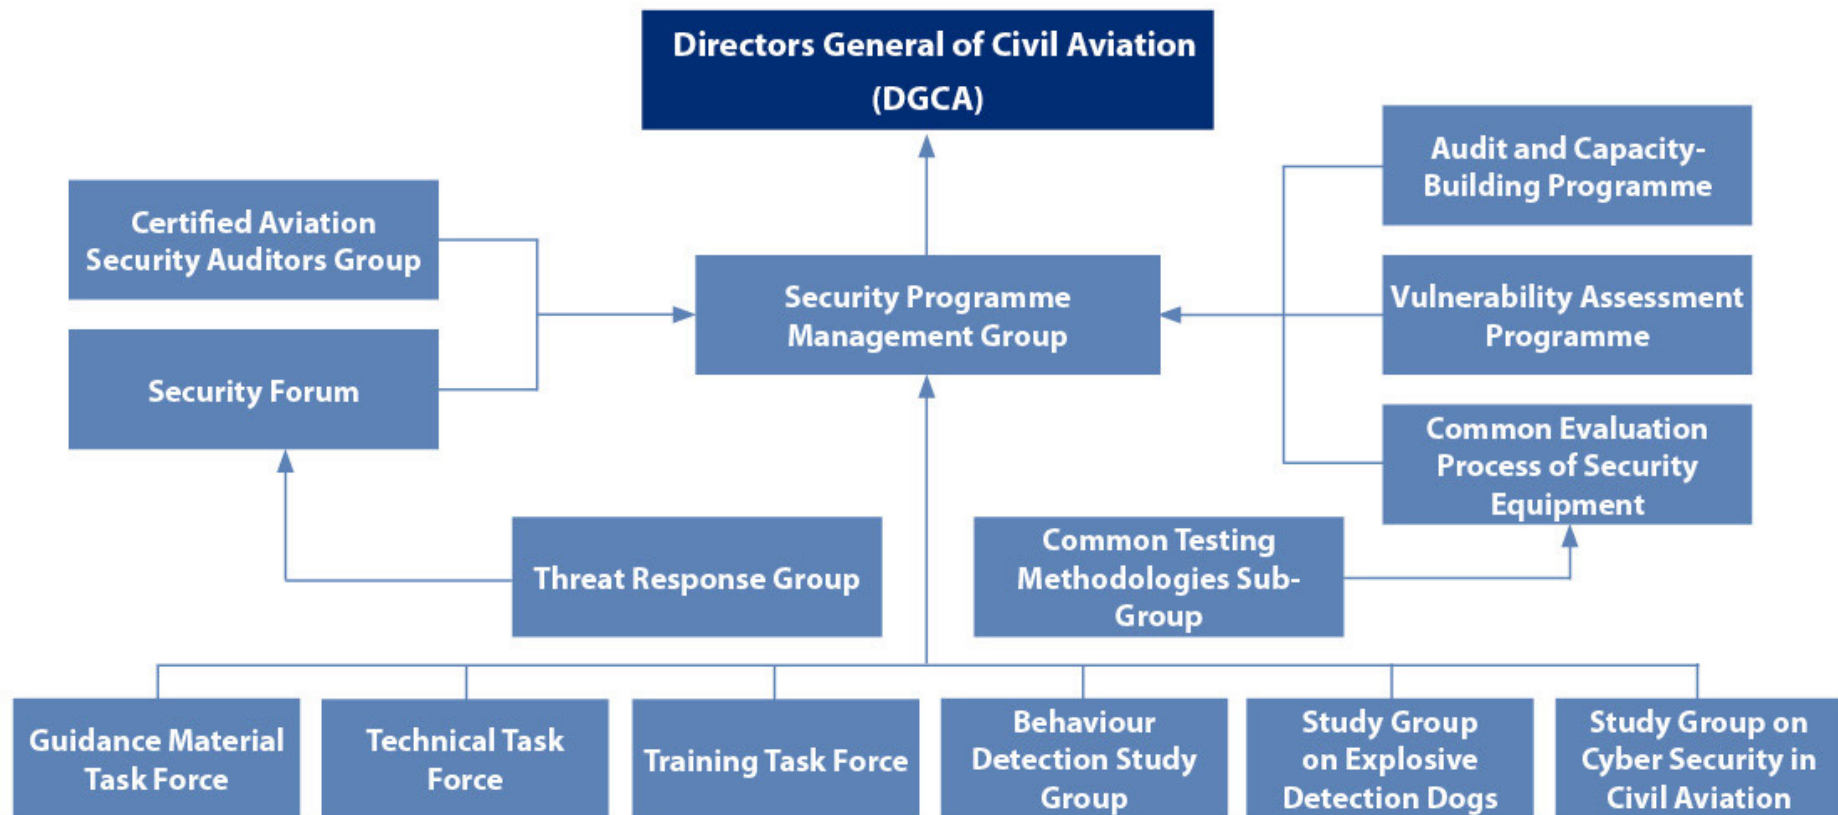 Directors General of Civil Aviation
(DGCA)
Certified Aviation
Security Auditors Group
Security Forum
Security Programme
Management Group
Audit and Capacity-
Building Programme
Vulnerability Assessment
Programme
Common Evaluation
Process of Security
Equipment
Threat Response Group
Common Testing
Methodologies Sub-
Group
Guidance Material
Task Force
Technical Task
Force
Training Task Force
Behaviour
Detection Study
Group
Study Group
on Explosive
Detection Dogs
Study Group on
Cyber Security in
Civil Aviation